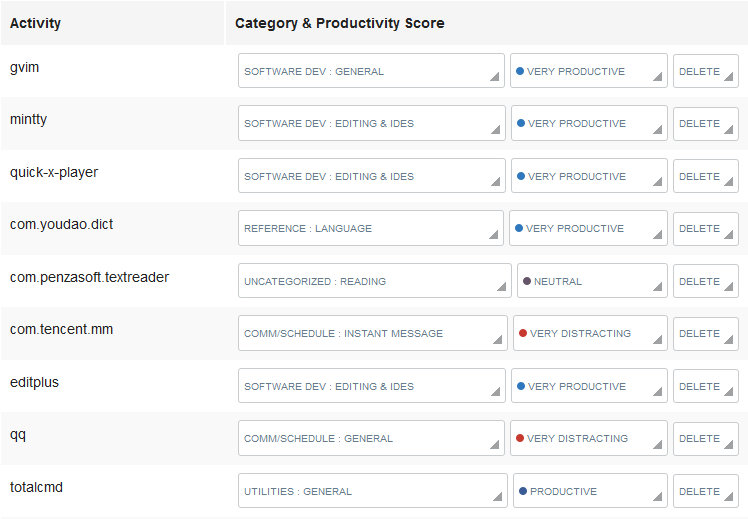 Activity Category & Productivity Score
gvim SOFTWARE DEV : GENERAL VERY PRODUCTIVE DELETE
mintty SOFTWARE DEV : EDITING & IDES VERY PRODUCTIVE DELETE
quick-x-player SOFTWARE DEV : EDITING & IDES VERY PRODUCTIVE DELETE
com.youdao.dict REFERENCE : LANGUAGE VERY PRODUCTIVE DELETE
com.penzasoft.textreader UNCATEGORIZED : READING NEUTRAL DELETE
com.tencent.mm COMM/SCHEDULE : INSTANT MESSAGE VERY DISTRACTING DELETE
editplus SOFTWARE DEV : EDITING & IDES VERY PRODUCTIVE DELETE
qq COMM/SCHEDULE : GENERAL VERY DISTRACTING DELETE
totalcmd UTILITIES : GENERAL PRODUCTIVE DELETE